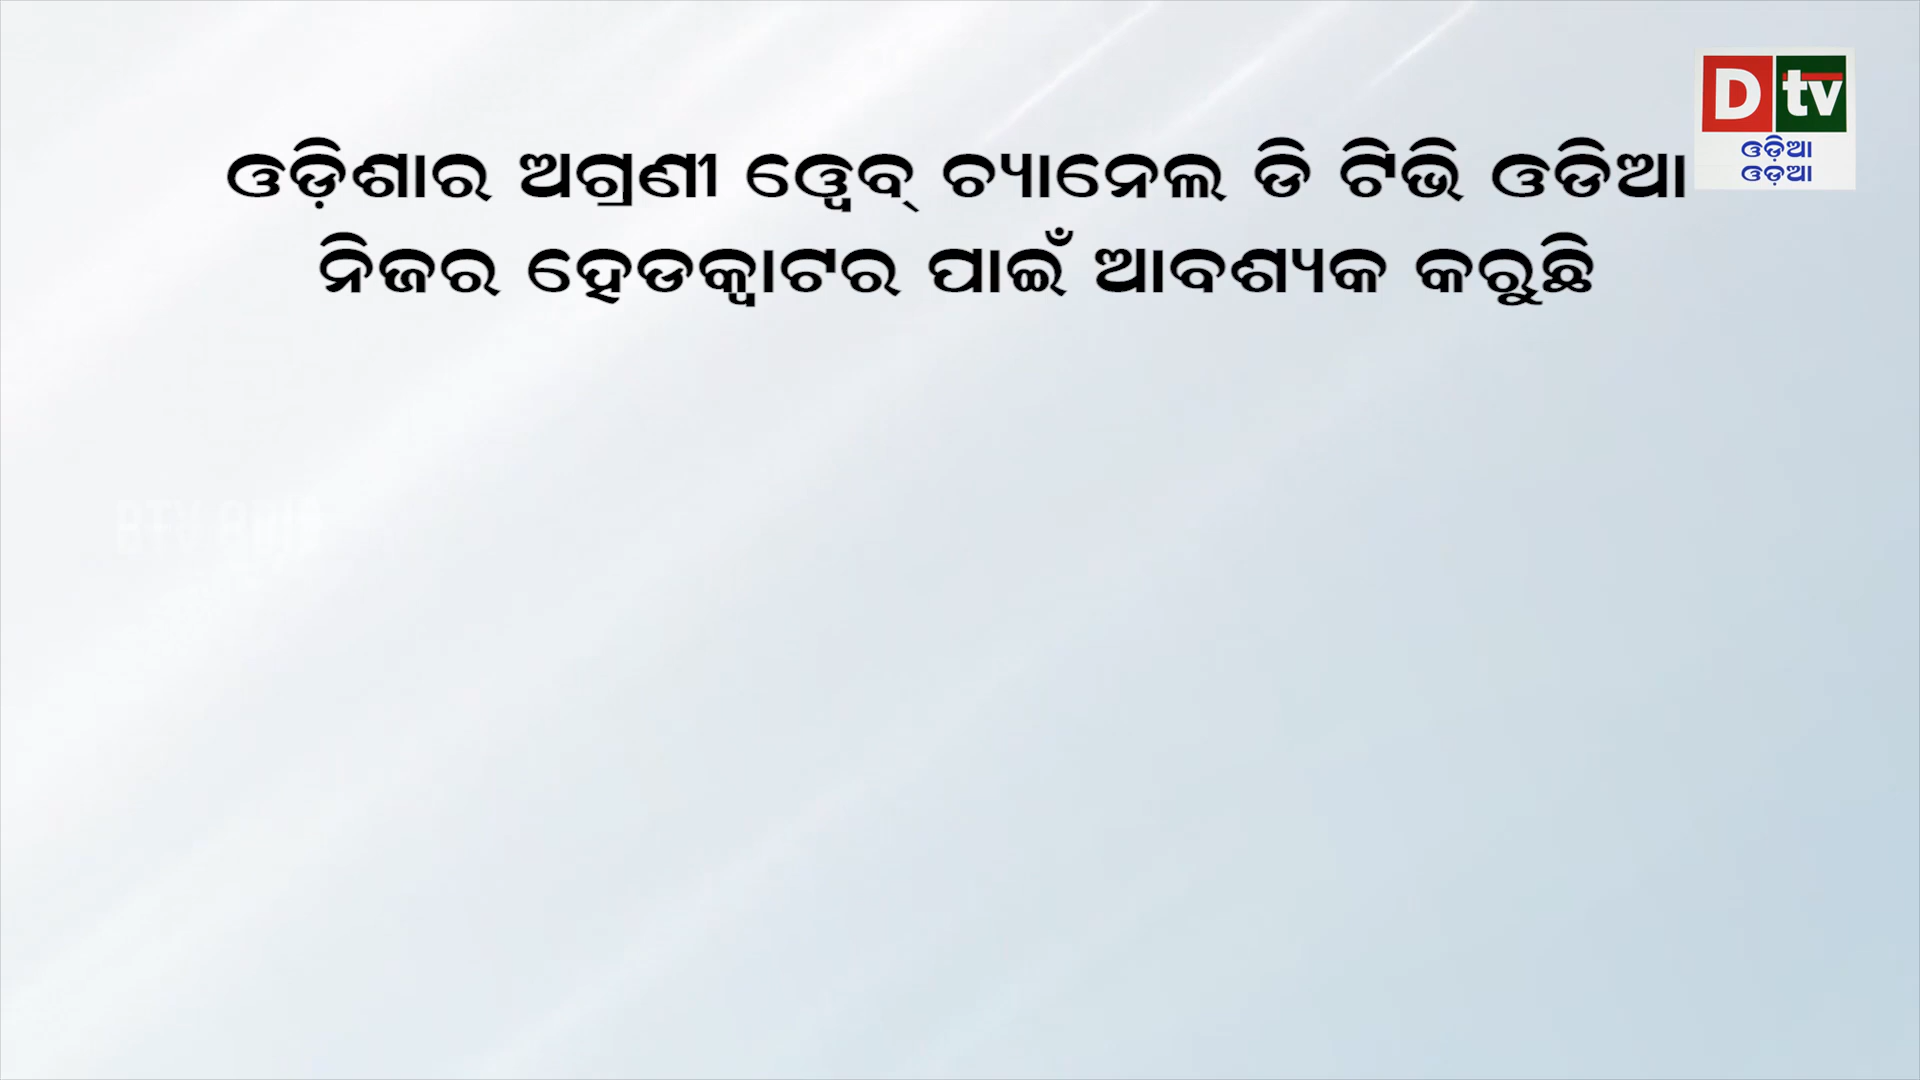 ଓଡ଼ିଶାର ଅଗ୍ରଣୀ ୱେବ୍ ଚ୍ୟାନେଲ ଡି ଟିଭି ଓଡିଆ
ନିଜର ହେଡକ୍ୱାଟର ପାଇଁ ଆବଶ୍ୟକ କରୁଛି
D tv
ଓଡ଼ିଆ
ଓଡ଼ିଆ